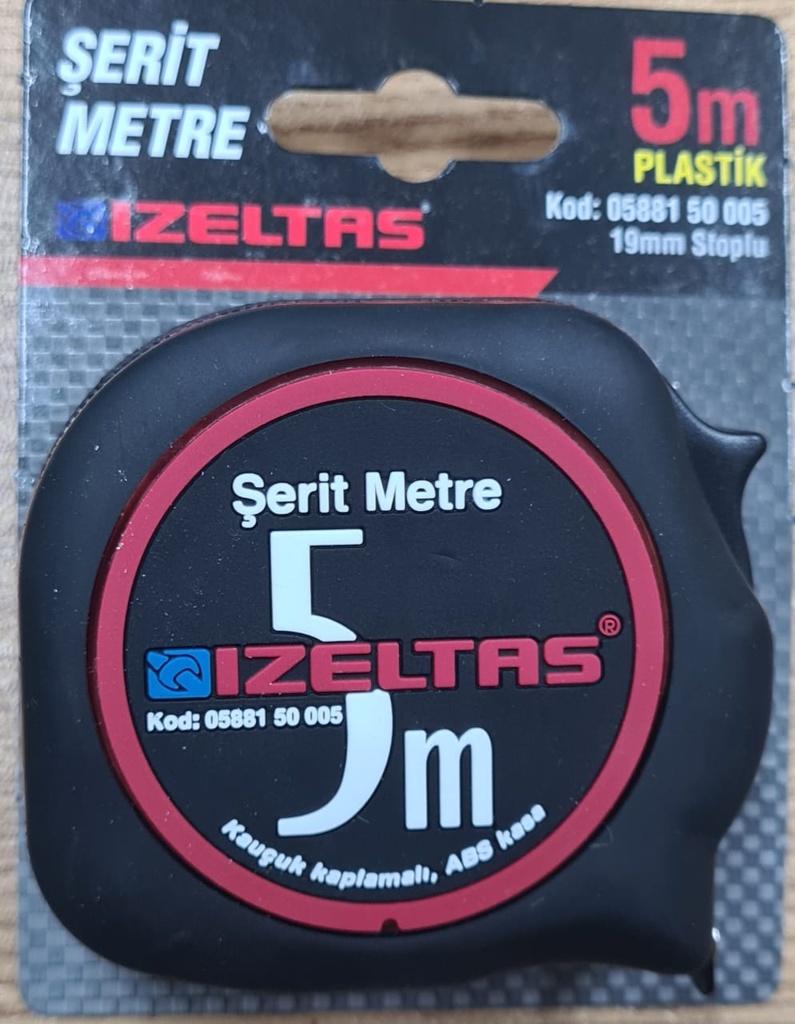 ŞERİT
METRE
5m
PLASTİK
IZELTAS
Kod: 05881 50 005
19mm Stoplu
Şerit Metre
5m
IZELTAS®
Kod: 05881 50 005
Kauçuk kaplamalı, ABS kasa